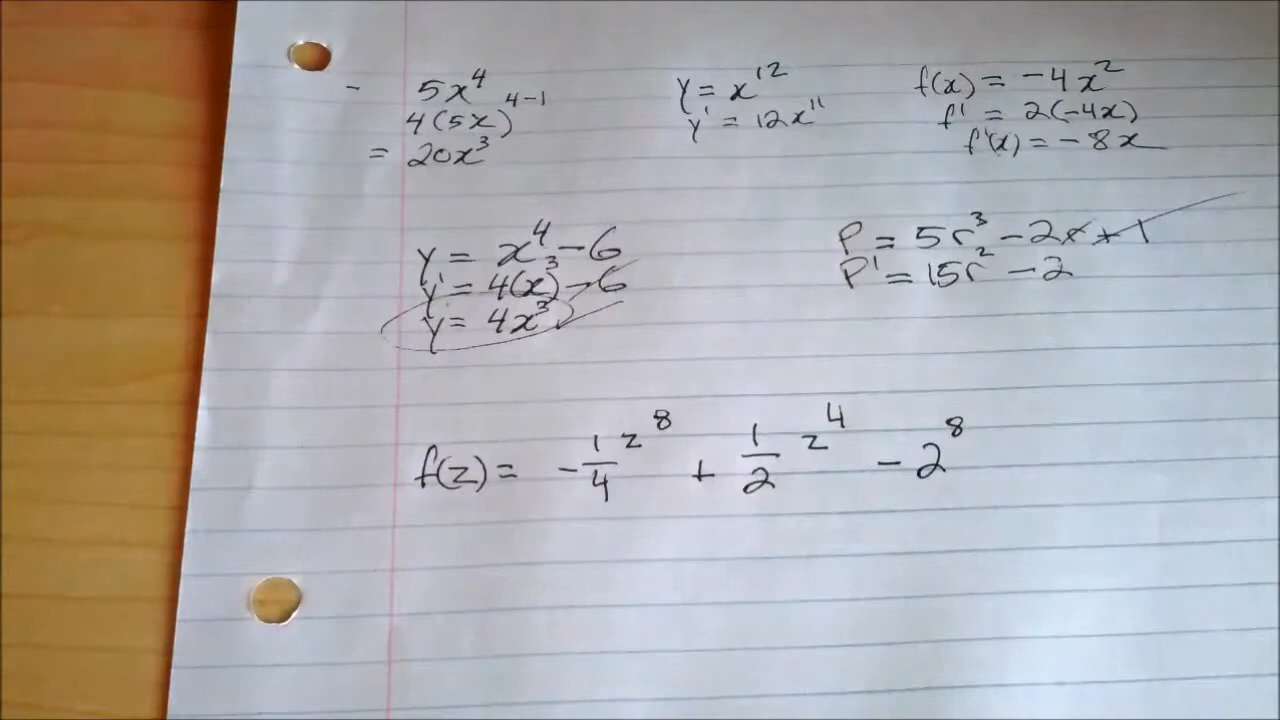 - 5x⁴
4(5x)⁴⁻¹
= 20x³
y = x¹²
y' = 12x¹¹
f(x) = -4x²
f' = 2(-4x)
f'(x) = -8x
y = x⁴ - 6
y' = 4(x)³ - 6
y = 4x³
P = 5r³ - 2r + 1
P' = 15r² - 2
f(z) = - 1/4 z⁸ + 1/2 z⁴ - 2⁸